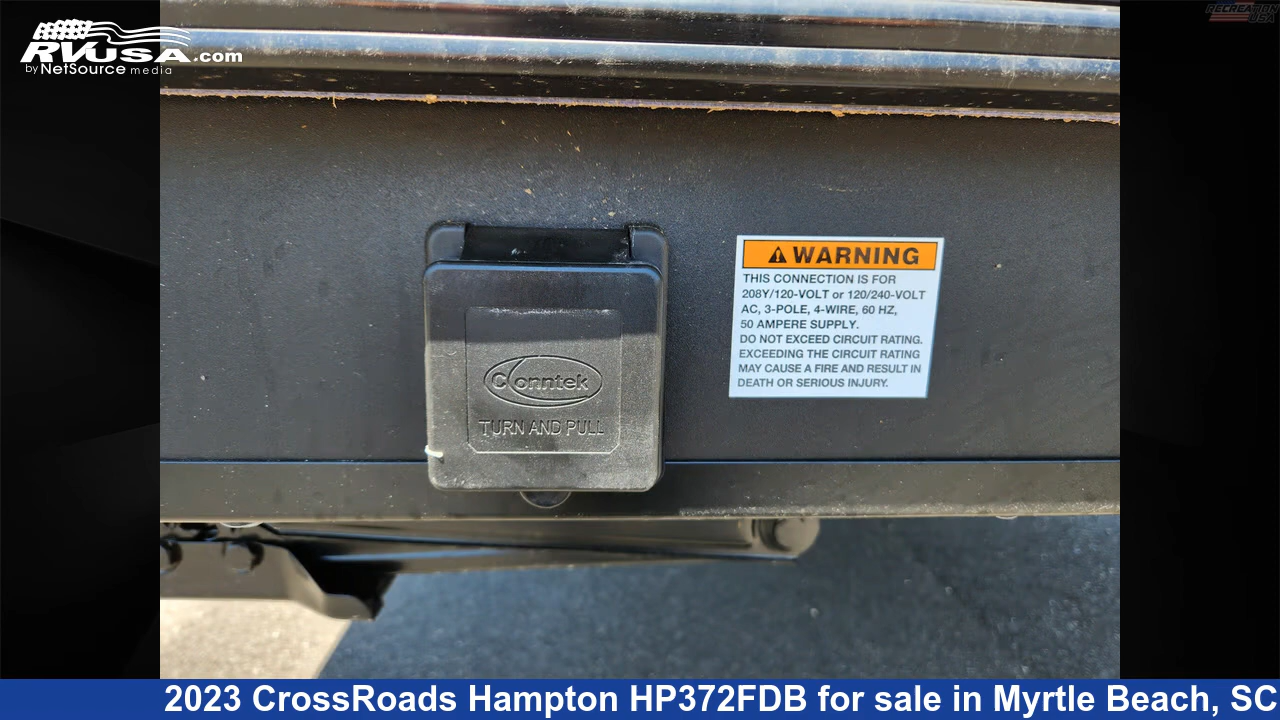 RVUSA.com
by NetSource media
RECREATION
USA
WARNING
THIS CONNECTION IS FOR
208Y/120-VOLT or 120/240-VOLT
AC, 3-POLE, 4-WIRE, 60 HZ,
50 AMPERE SUPPLY.
DO NOT EXCEED CIRCUIT RATING.
EXCEEDING THE CIRCUIT RATING
MAY CAUSE A FIRE AND RESULT IN
DEATH OR SERIOUS INJURY.
Conntek
TURN AND PULL
2023 CrossRoads Hampton HP372FDB for sale in Myrtle Beach, SC